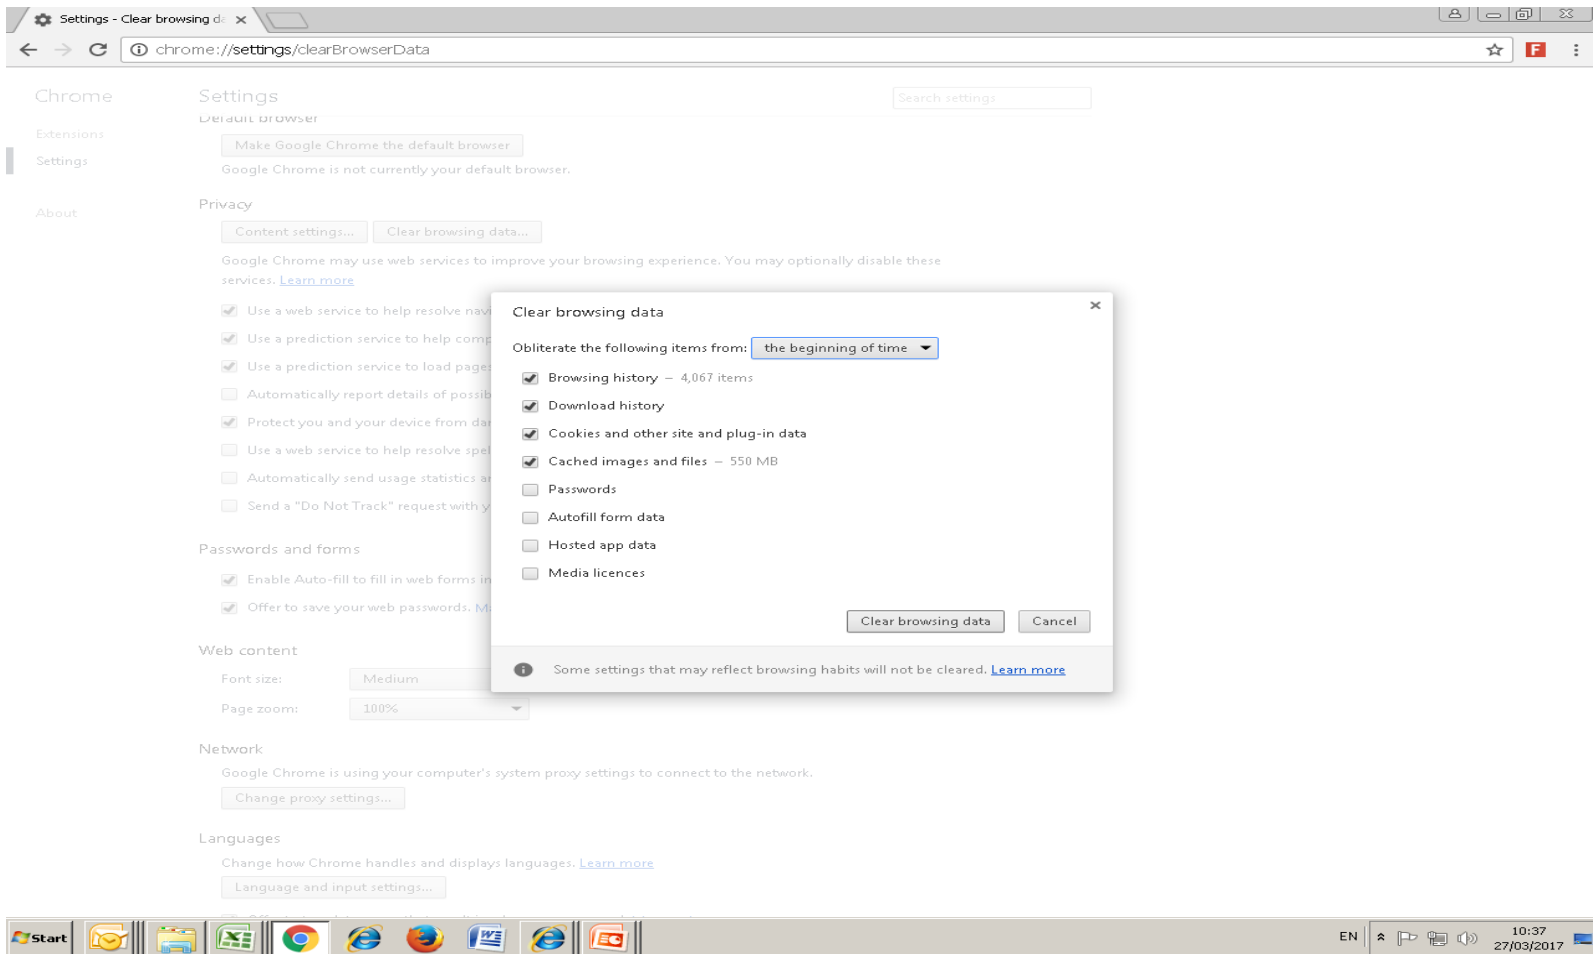 Settings - Clear browsing da
chrome://settings/clearBrowserData
Chrome
Settings
Search settings
Extensions
Settings
About
Default browser
Make Google Chrome the default browser
Google Chrome is not currently your default browser.
Privacy
Content settings...
Clear browsing data...
Google Chrome may use web services to improve your browsing experience. You may optionally disable these
services. Learn more
Use a web service to help resolve navi
Use a prediction service to help comp
Use a prediction service to load pages
Automatically report details of possib
Protect you and your device from dan
Use a web service to help resolve spel
Automatically send usage statistics a
Send a "Do Not Track" request with y
Passwords and forms
Enable Auto-fill to fill in web forms in
Offer to save your web passwords. Ma
Web content
Font size: Medium
Page zoom: 100%
Network
Google Chrome is using your computer's system proxy settings to connect to the network.
Change proxy settings...
Languages
Change how Chrome handles and displays languages. Learn more
Language and input settings...
Clear browsing data
Obliterate the following items from: the beginning of time
Browsing history – 4,067 items
Download history
Cookies and other site and plug-in data
Cached images and files – 550 MB
Passwords
Autofill form data
Hosted app data
Media licences
Clear browsing data
Cancel
Some settings that may reflect browsing habits will not be cleared. Learn more
Start
EN
10:37
27/03/2017